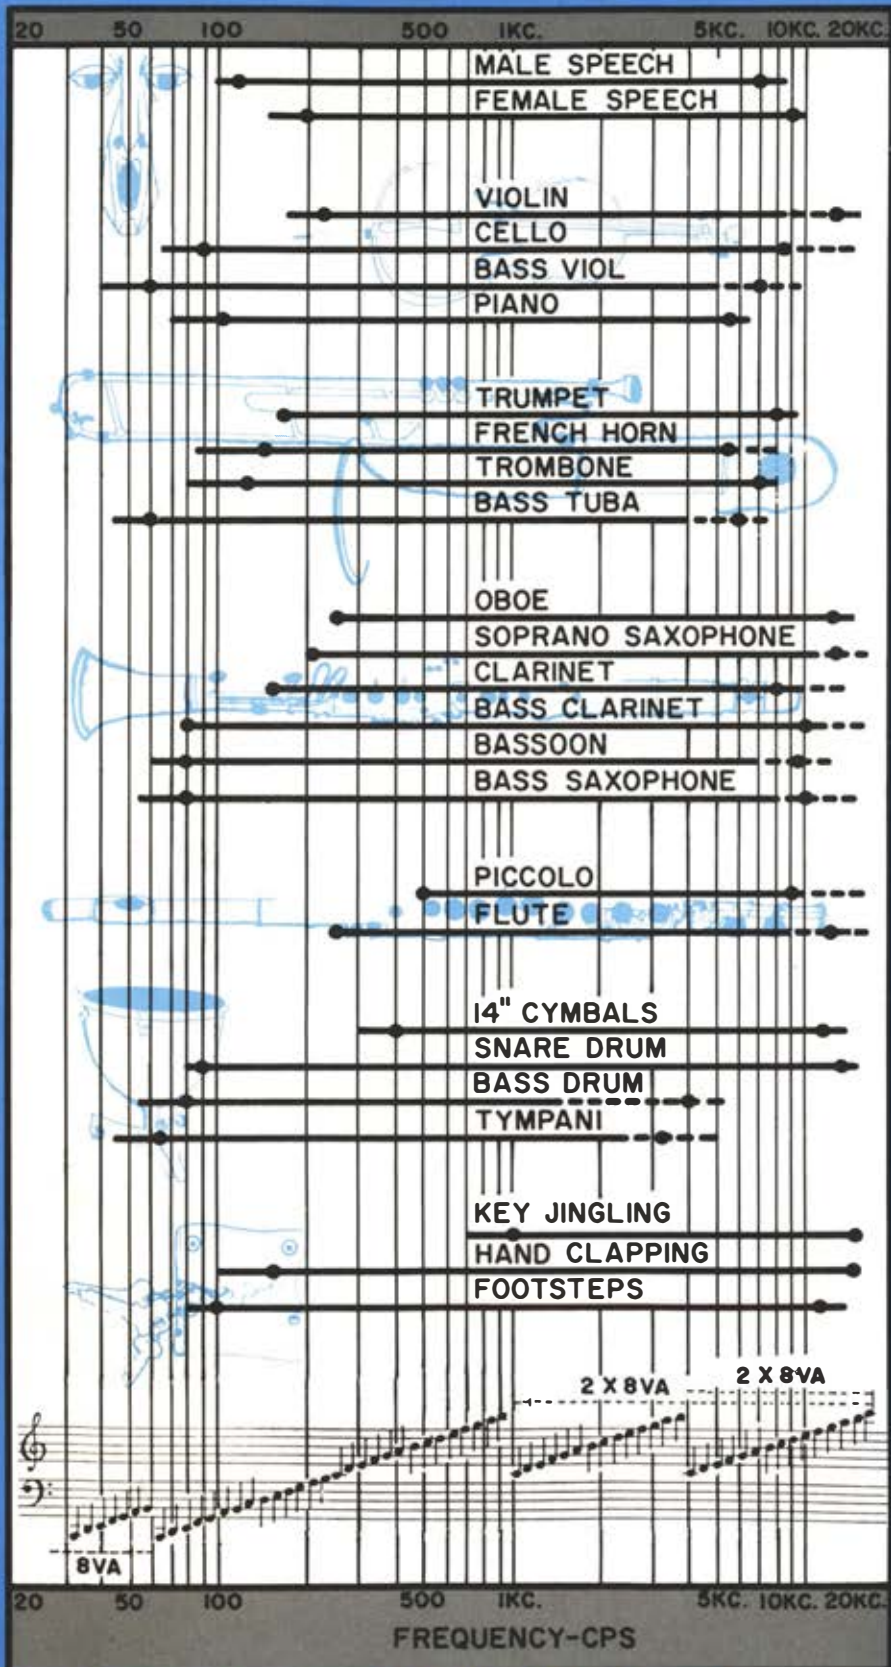 20 50 100 500 1KC. 5KC. 10KC. 20KC.
MALE SPEECH
FEMALE SPEECH
VIOLIN
CELLO
BASS VIOL
PIANO
TRUMPET
FRENCH HORN
TROMBONE
BASS TUBA
OBOE
SOPRANO SAXOPHONE
CLARINET
BASS CLARINET
BASSOON
BASS SAXOPHONE
PICCOLO
FLUTE
14" CYMBALS
SNARE DRUM
BASS DRUM
TYMPANI
KEY JINGLING
HAND CLAPPING
FOOTSTEPS
2 X 8VA 2 X 8VA
8VA
20 50 100 500 1KC. 5KC. 10KC. 20KC.
FREQUENCY-CPS